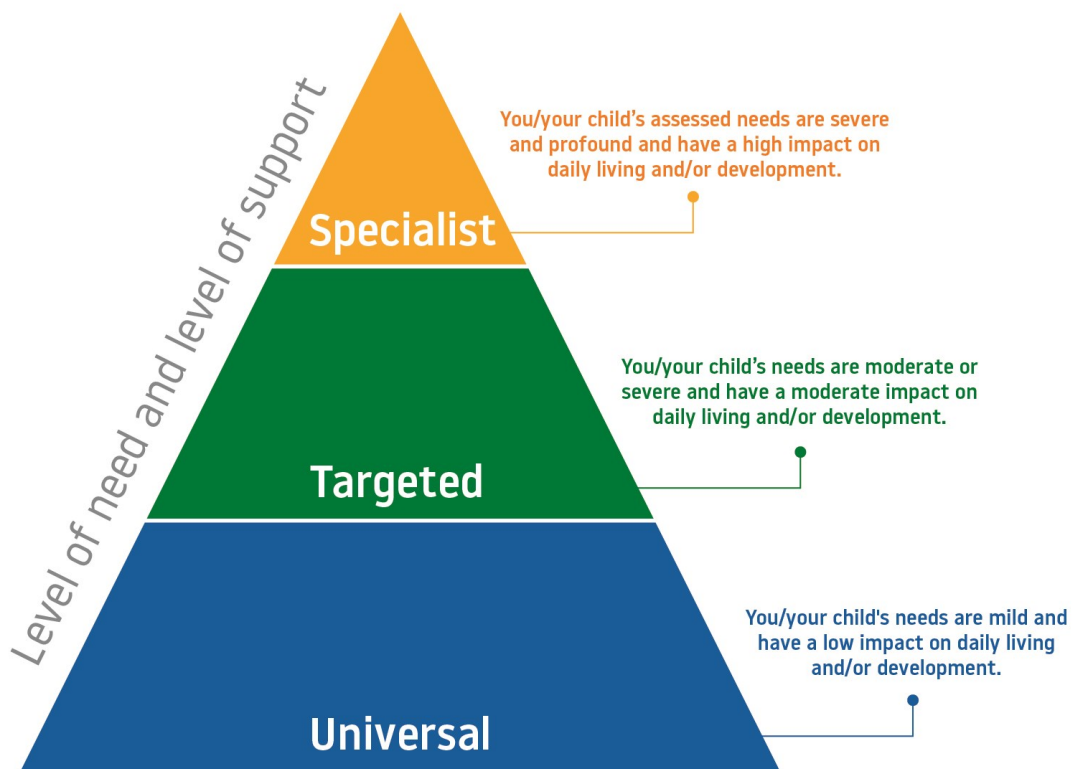 Level of need and level of support
You/your child’s assessed needs are severe
and profound and have a high impact on
daily living and/or development.
Specialist
You/your child’s needs are moderate or
severe and have a moderate impact on
daily living and/or development.
Targeted
You/your child's needs are mild and
have a low impact on daily living
and/or development.
Universal